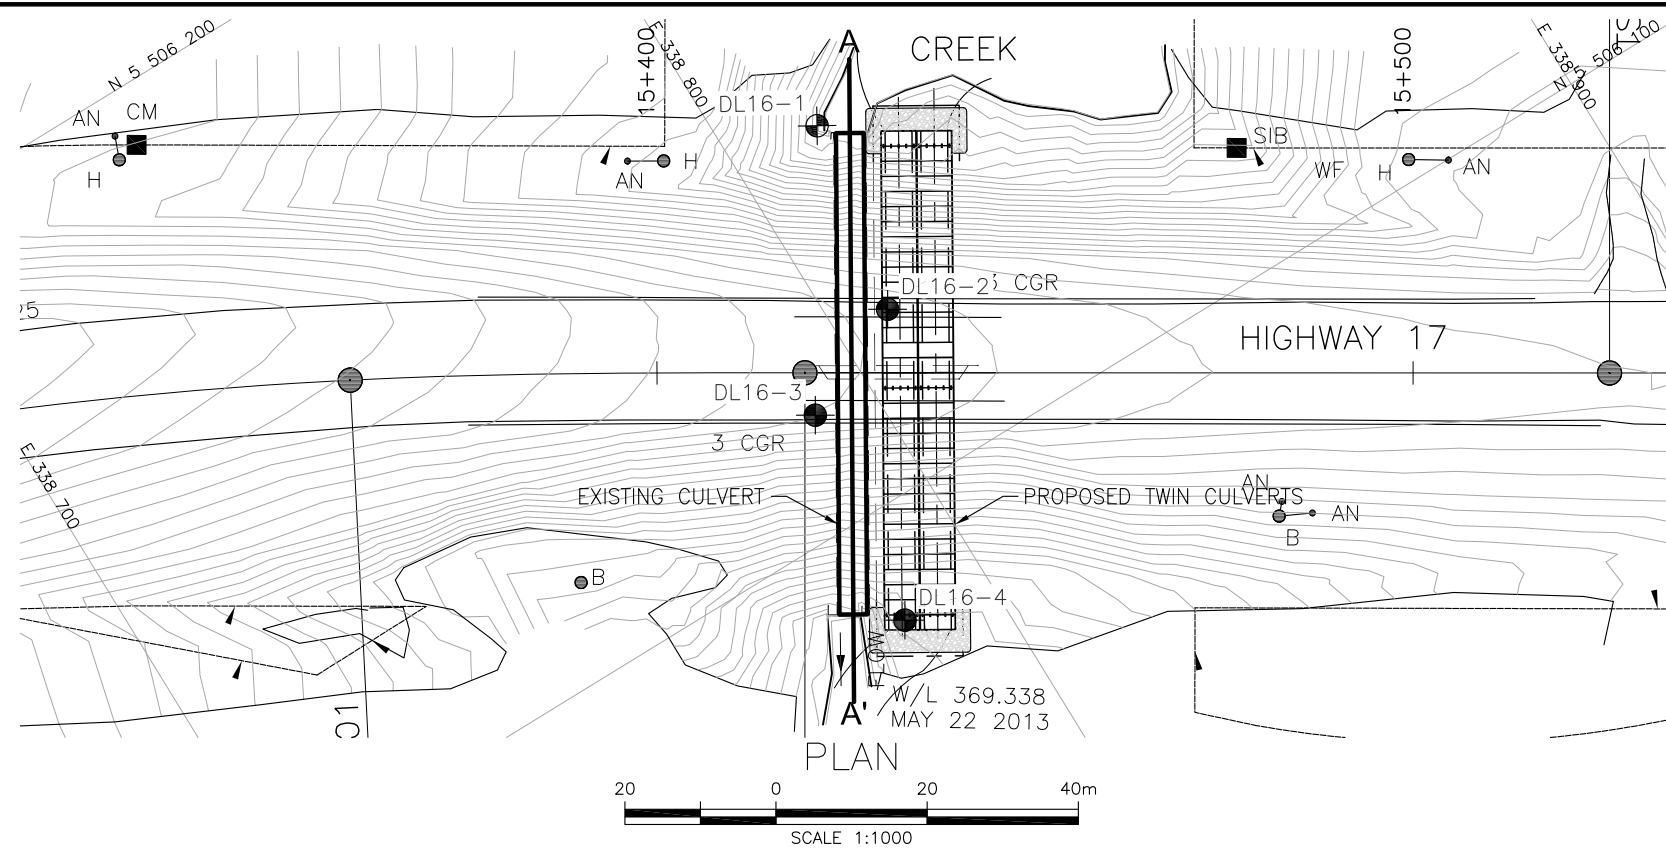 N 5 506 200
E 338 800
15+400
A
CREEK
15+500
E 338 900
N 5 506 100
DL16-1
AN
CM
H
AN
H
SIB
WF
H
AN
DL16-2
CGR
25
HIGHWAY 17
DL16-3
3 CGR
E 338 700
EXISTING CULVERT
PROPOSED TWIN CULVERTS
AN
AN
B
B
DL16-4
W/L 369.338
MAY 22 2013
A'
PLAN
20 0 20 40m
SCALE 1:1000